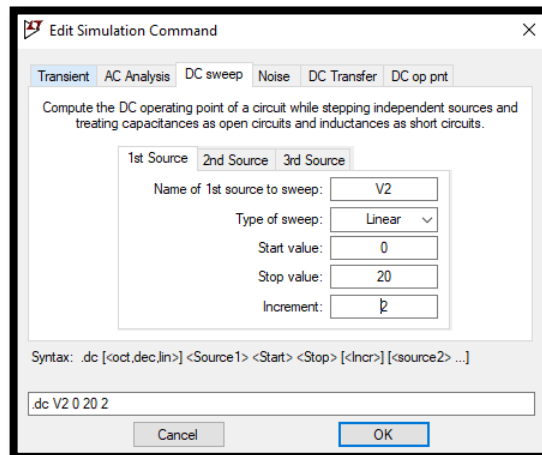 Edit Simulation Command
Transient AC Analysis DC sweep Noise DC Transfer DC op pnt
Compute the DC operating point of a circuit while stepping independent sources and
treating capacitances as open circuits and inductances as short circuits.
1st Source 2nd Source 3rd Source
Name of 1st source to sweep: V2
Type of sweep: Linear
Start value: 0
Stop value: 20
Increment: 2
Syntax: .dc [<oct,dec,lin>] <Source1> <Start> <Stop> [<Incr>] [<source2> ...]
.dc V2 0 20 2
Cancel OK